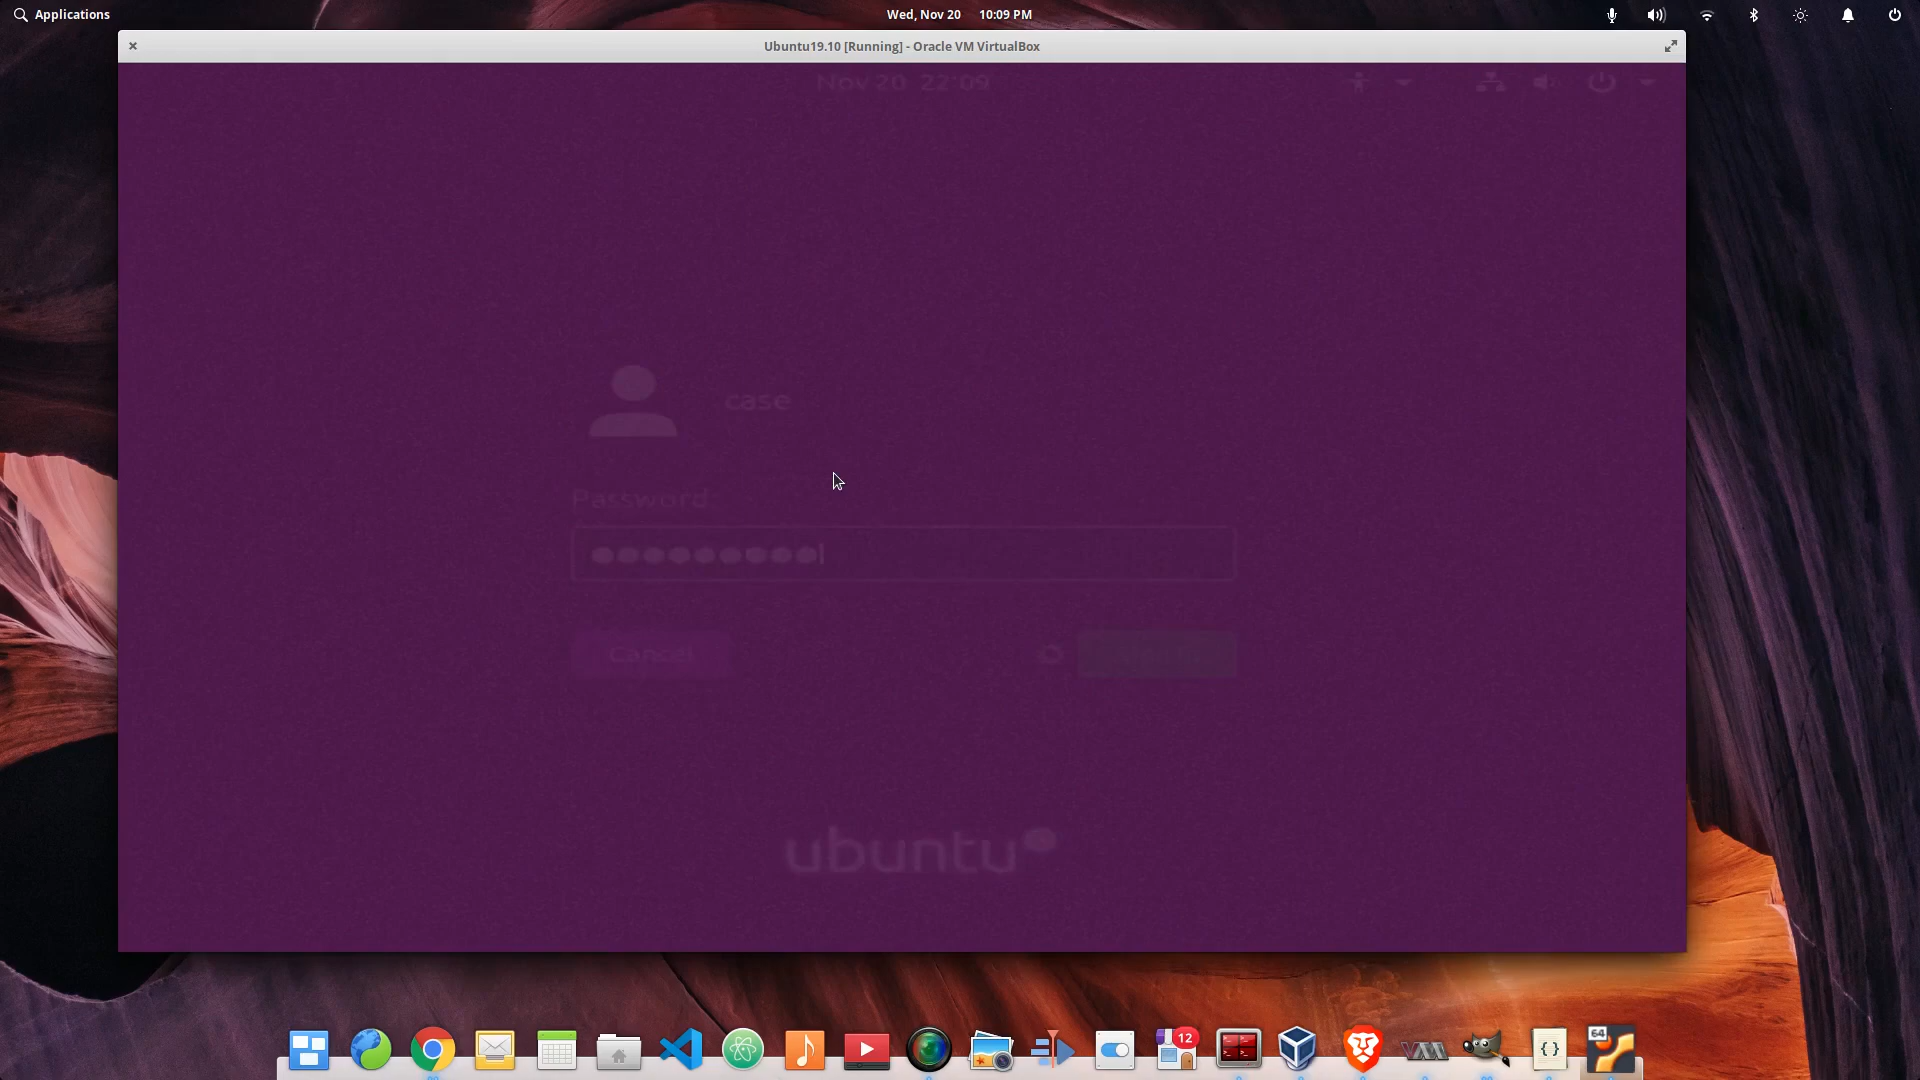 Applications
Wed, Nov 20 10:09 PM
Ubuntu19.10 [Running] - Oracle VM VirtualBox
Nov 20 22:09
case
Password
Cancel
ubuntu
12
64
{}